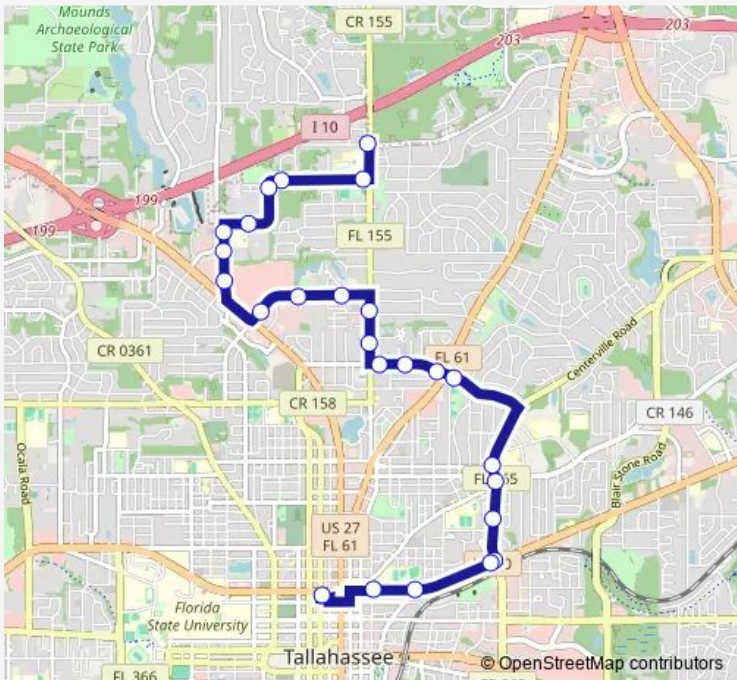 Mounds
Archaeological
State Park
CR 155
203
203
I 10
199
199
FL 155
CR 0361
FL 61
Centerville Road
CR 158
CR 146
Ocala Road
Blair Stone Road
US 27
FL 61
Florida
State University
Tallahassee
FL 366
© OpenStreetMap contributors